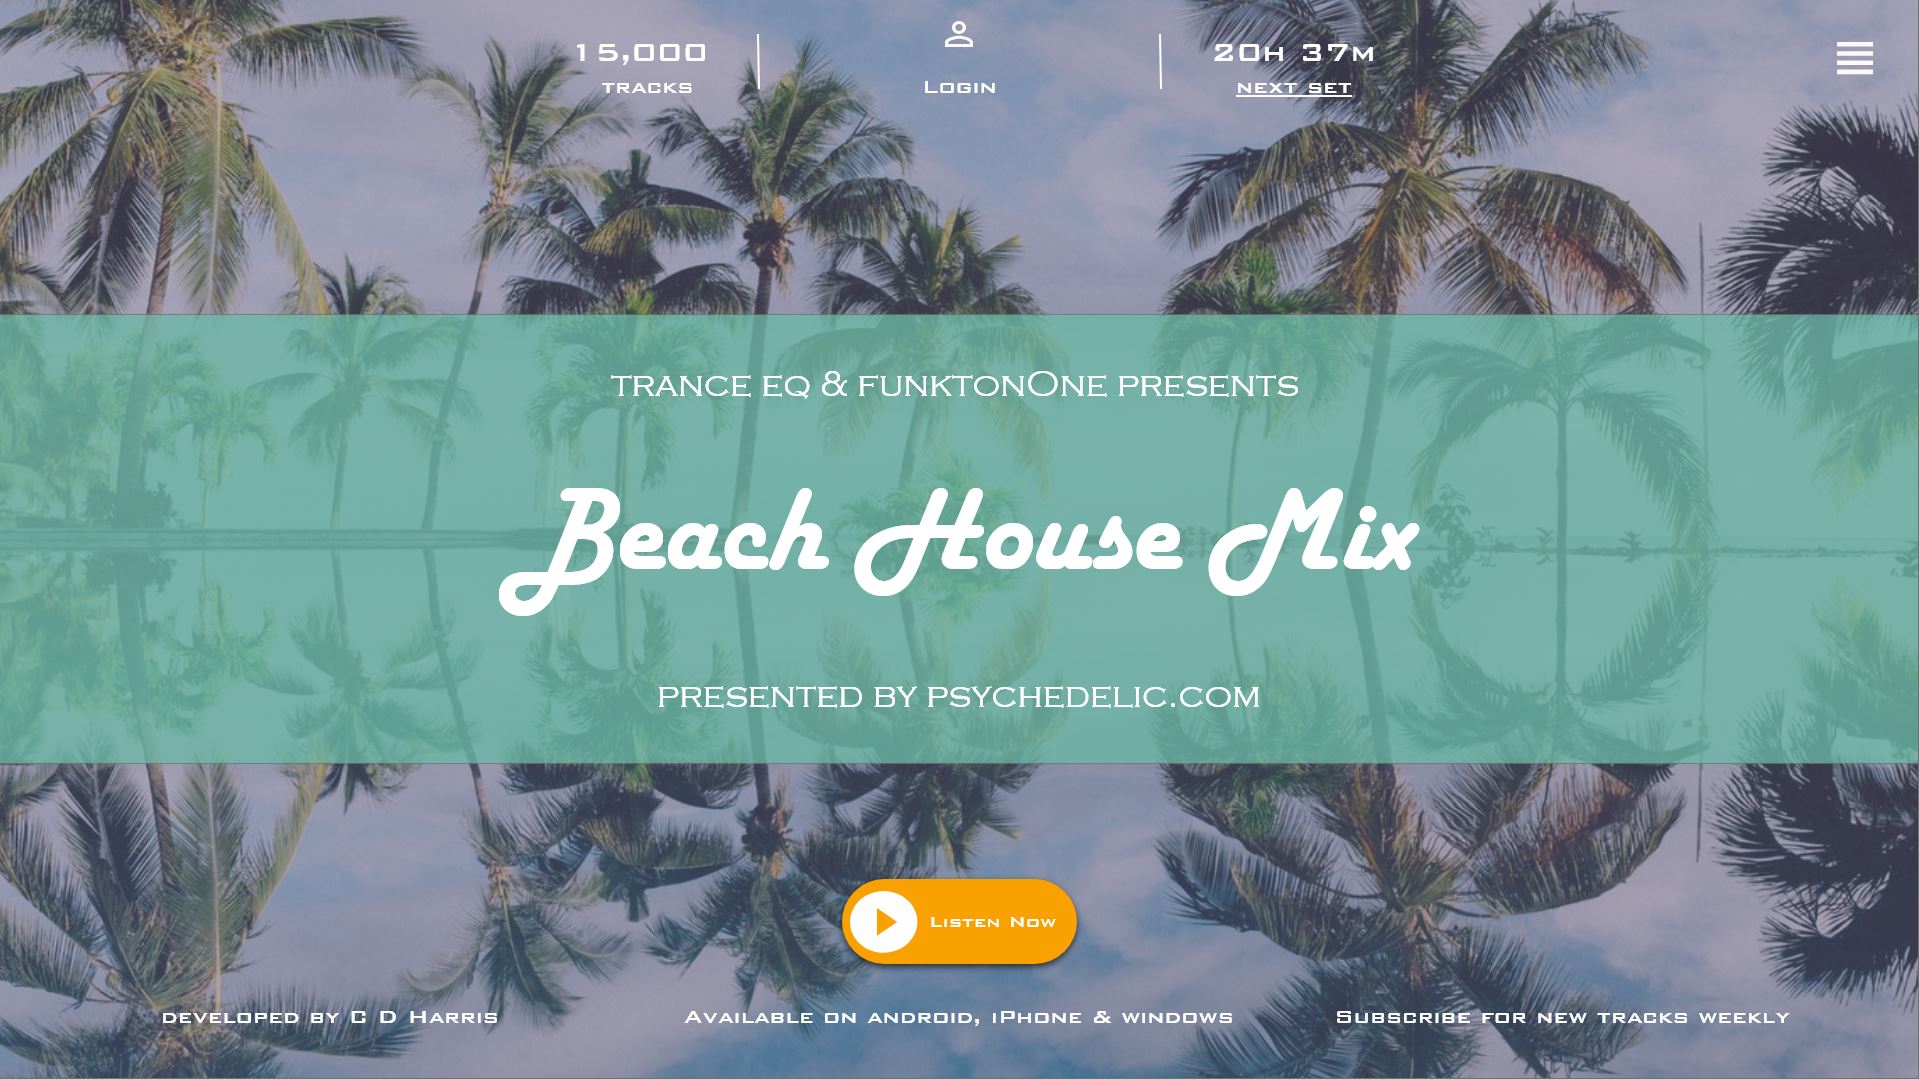 15,000
TRACKS
LOGIN
20H 37M
NEXT SET
TRANCE EQ & FUNKTONONE PRESENTS
Beach House Mix
PRESENTED BY PSYCHEDELIC.COM
LISTEN NOW
DEVELOPED BY C D HARRIS
AVAILABLE ON ANDROID, IPHONE & WINDOWS
SUBSCRIBE FOR NEW TRACKS WEEKLY